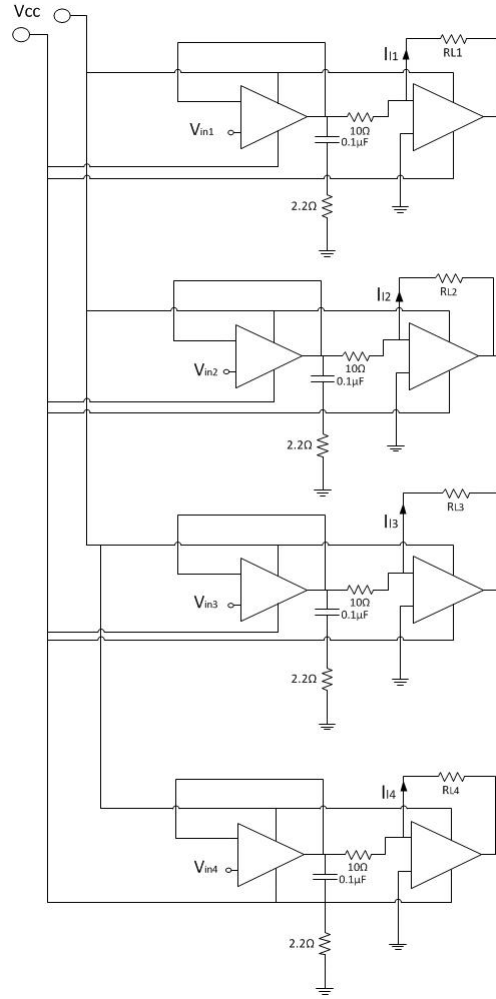 Vcc
RL1
Il1
Vin1
10Ω
0.1µF
2.2Ω
RL2
Il2
Vin2
10Ω
0.1µF
2.2Ω
RL3
Il3
Vin3
10Ω
0.1µF
2.2Ω
RL4
Il4
Vin4
10Ω
0.1µF
2.2Ω